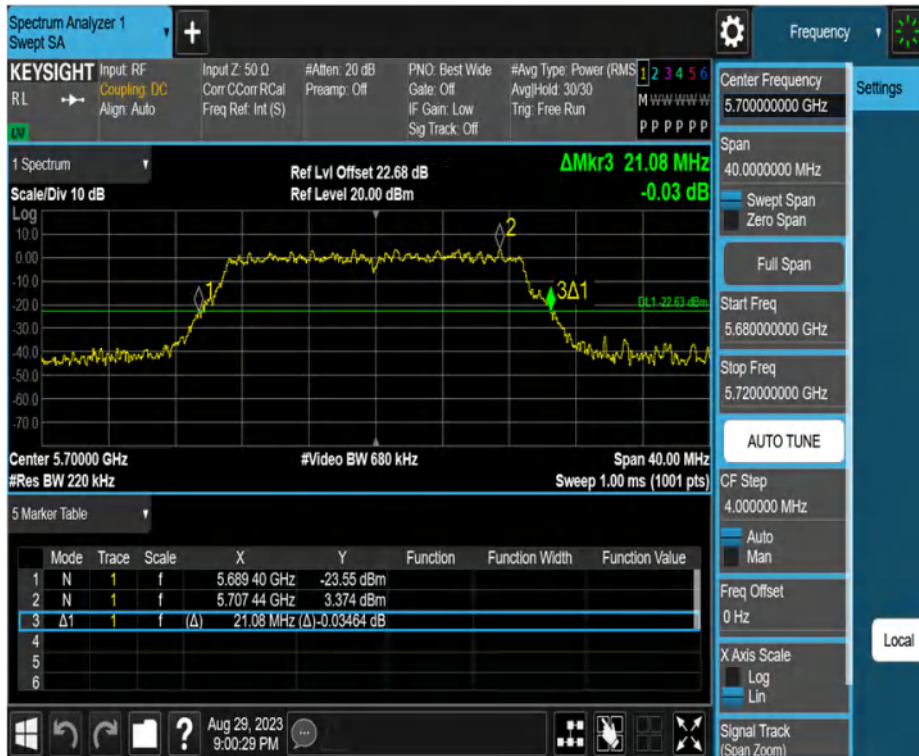 Spectrum Analyzer 1
Swept SA
Frequency
KEYSIGHT
RL
LXI
Input: RF
Coupling: DC
Align: Auto
Input Z: 50 Ω
Corr CCorr RCal
Freq Ref: Int (S)
#Atten: 20 dB
Preamp: Off
PNO: Best Wide
Gate: Off
IF Gain: Low
Sig Track: Off
#Avg Type: Power (RMS
Avg|Hold: 30/30
Trig: Free Run
1 2 3 4 5 6
M W W W W W
P P P P P P
1 Spectrum
Scale/Div 10 dB
Ref Lvl Offset 22.68 dB
Ref Level 20.00 dBm
ΔMkr3 21.08 MHz
-0.03 dB
Log
10.0
0.00
-10.0
-20.0
-30.0
-40.0
-50.0
-60.0
-70.0
1
2
3Δ1
DL1 -22.63 dBm
Center 5.70000 GHz
#Video BW 680 kHz
Span 40.00 MHz
#Res BW 220 kHz
Sweep 1.00 ms (1001 pts)
5 Marker Table
Mode Trace Scale X Y Function Function Width Function Value
1 N 1 f 5.689 40 GHz -23.55 dBm
2 N 1 f 5.707 44 GHz 3.374 dBm
3 Δ1 1 f (Δ) 21.08 MHz (Δ) -0.03464 dB
4
5
6
Aug 29, 2023
9:00:29 PM
Center Frequency
5.700000000 GHz
Span
40.0000000 MHz
Swept Span
Zero Span
Full Span
Start Freq
5.680000000 GHz
Stop Freq
5.720000000 GHz
AUTO TUNE
CF Step
4.000000 MHz
Auto
Man
Freq Offset
0 Hz
X Axis Scale
Log
Lin
Signal Track
(Span Zoom)
Settings
Local